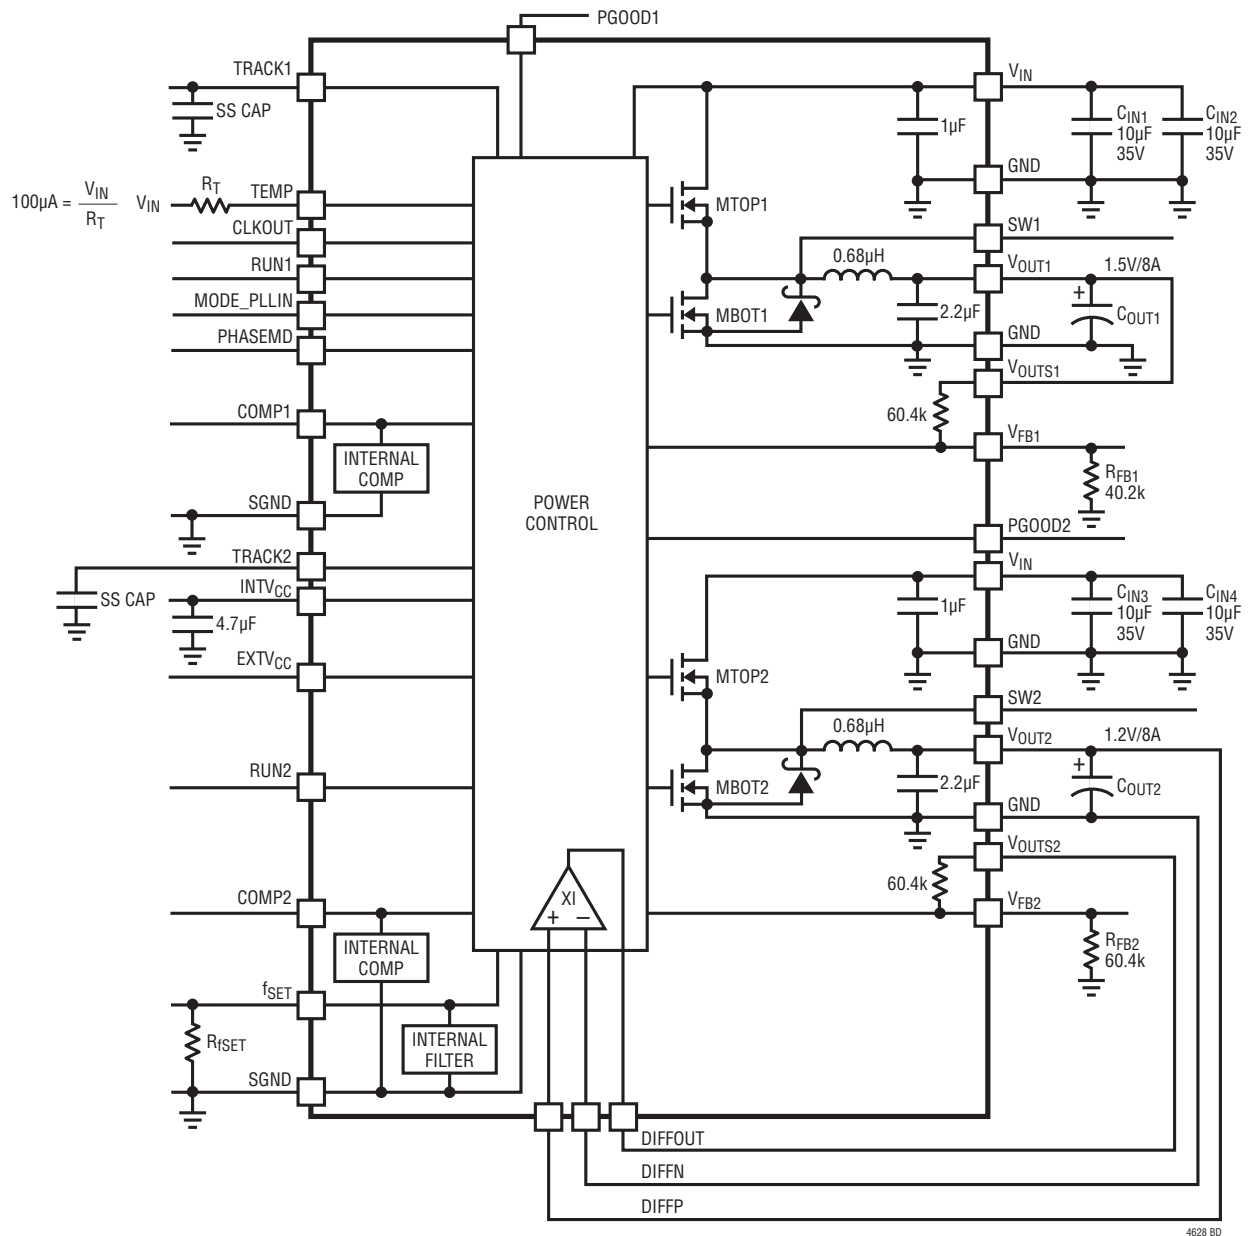 PGOOD1
TRACK1
SS CAP
100µA = VIN
RT
VIN
RT
TEMP
CLKOUT
RUN1
MODE_PLLIN
PHASEMD
COMP1
INTERNAL
COMP
SGND
TRACK2
SS CAP
INTVCC
4.7µF
EXTVCC
RUN2
COMP2
INTERNAL
COMP
fSET
RfSET
INTERNAL
FILTER
SGND
POWER
CONTROL
X1
+ −
VIN
1µF
CIN1
10µF
35V
CIN2
10µF
35V
GND
MTOP1
SW1
0.68µH
VOUT1
1.5V/8A
MBOT1
2.2µF
+
COUT1
GND
VOUTS1
60.4k
VFB1
RFB1
40.2k
PGOOD2
VIN
1µF
CIN3
10µF
35V
CIN4
10µF
35V
GND
MTOP2
SW2
0.68µH
VOUT2
1.2V/8A
MBOT2
2.2µF
+
COUT2
GND
VOUTS2
60.4k
VFB2
RFB2
60.4k
DIFFOUT
DIFFN
DIFFP
4628 BD